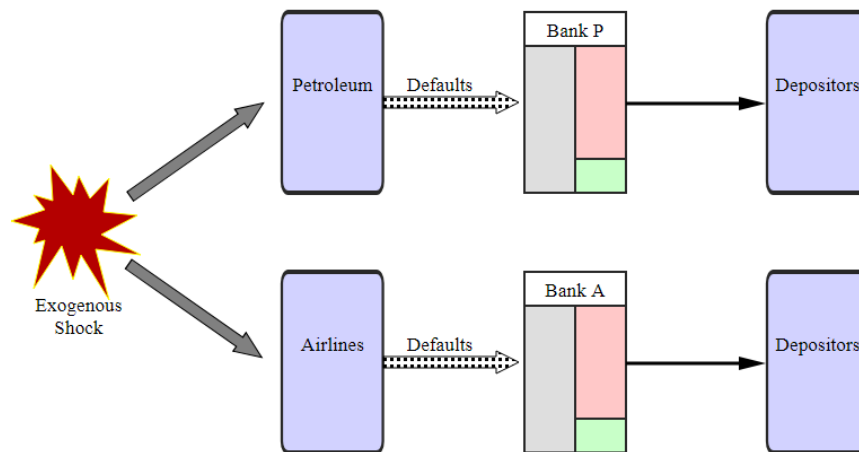 Bank P
Petroleum
Defaults
Depositors
Exogenous
Shock
Bank A
Airlines
Defaults
Depositors